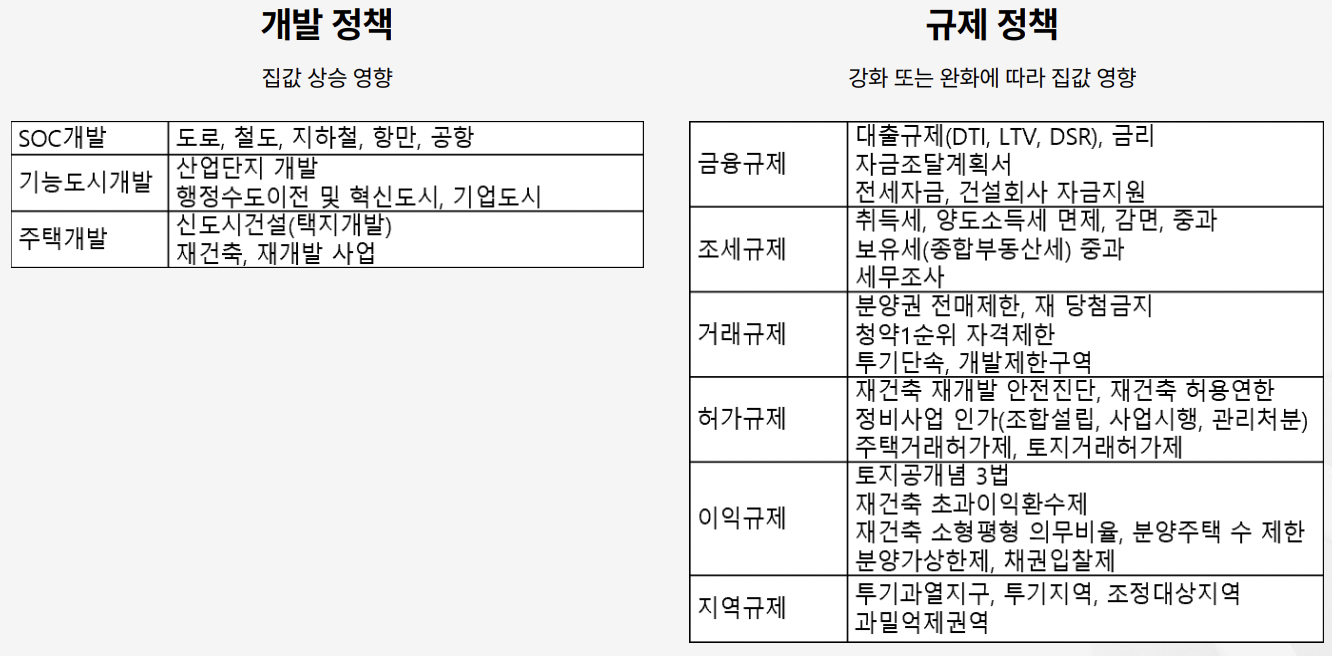 개발 정책
집값 상승 영향
SOC개발
도로, 철도, 지하철, 항만, 공항
기능도시개발
산업단지 개발
행정수도이전 및 혁신도시, 기업도시
주택개발
신도시건설(택지개발)
재건축, 재개발 사업
규제 정책
강화 또는 완화에 따라 집값 영향
금융규제
대출규제(DTI, LTV, DSR), 금리
자금조달계획서
전세자금, 건설회사 자금지원
조세규제
취득세, 양도소득세 면제, 감면, 중과
보유세(종합부동산세) 중과
세무조사
거래규제
분양권 전매제한, 재 당첨금지
청약1순위 자격제한
투기단속, 개발제한구역
허가규제
재건축 재개발 안전진단, 재건축 허용연한
정비사업 인가(조합설립, 사업시행, 관리처분)
주택거래허가제, 토지거래허가제
이익규제
토지공개념 3법
재건축 초과이익환수제
재건축 소형평형 의무비율, 분양주택 수 제한
분양가상한제, 채권입찰제
지역규제
투기과열지구, 투기지역, 조정대상지역
과밀억제권역